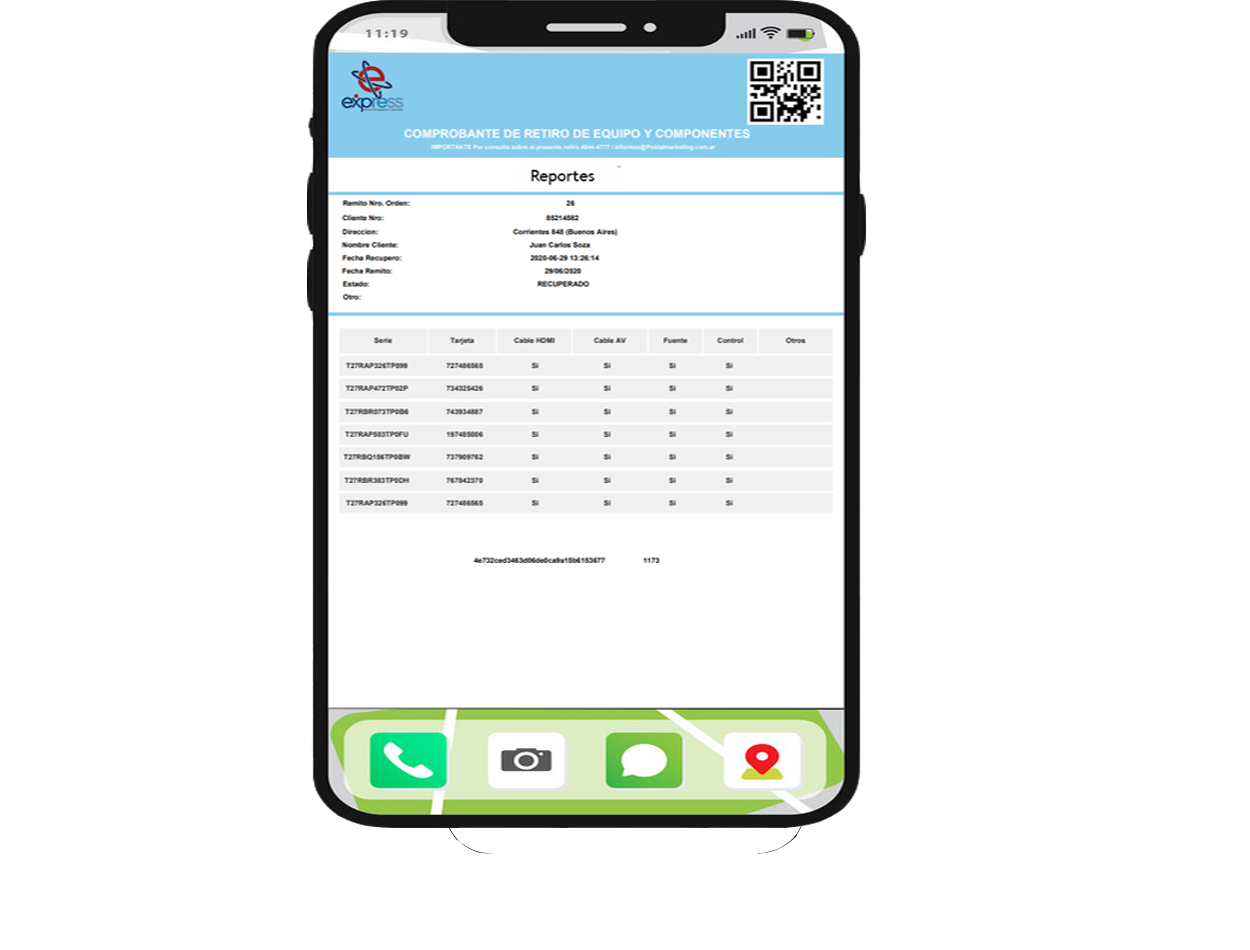 11:19
express
COMPROBANTE DE RETIRO DE EQUIPO Y COMPONENTES
IMPORTANTE Por consulta sobre el presente retiro 4844-4777 / informes@Postalmarketing.com.ar
Reportes
Remito Nro. Orden: 26
Cliente Nro: 85214582
Direccion: Corrientes 848 (Buenos Aires)
Nombre Cliente: Juan Carlos Soza
Fecha Recupero: 2020-06-29 13:26:14
Fecha Remito: 29/06/2020
Estado: RECUPERADO
Otro:
Serie Tarjeta Cable HDMI Cable AV Fuente Control Otros
T27RAP326TP099 727486565 Si Si Si Si
T27RAP472TP02P 734325426 Si Si Si Si
T27RBR073TP0B6 743934887 Si Si Si Si
T27RAP503TP0FU 197485006 Si Si Si Si
T27RBQ156TP0BW 737909762 Si Si Si Si
T27RBR383TP0DH 767842370 Si Si Si Si
T27RAP326TP099 727486565 Si Si Si Si
4e732ced3463d06de0ca9a15b6153677 1173